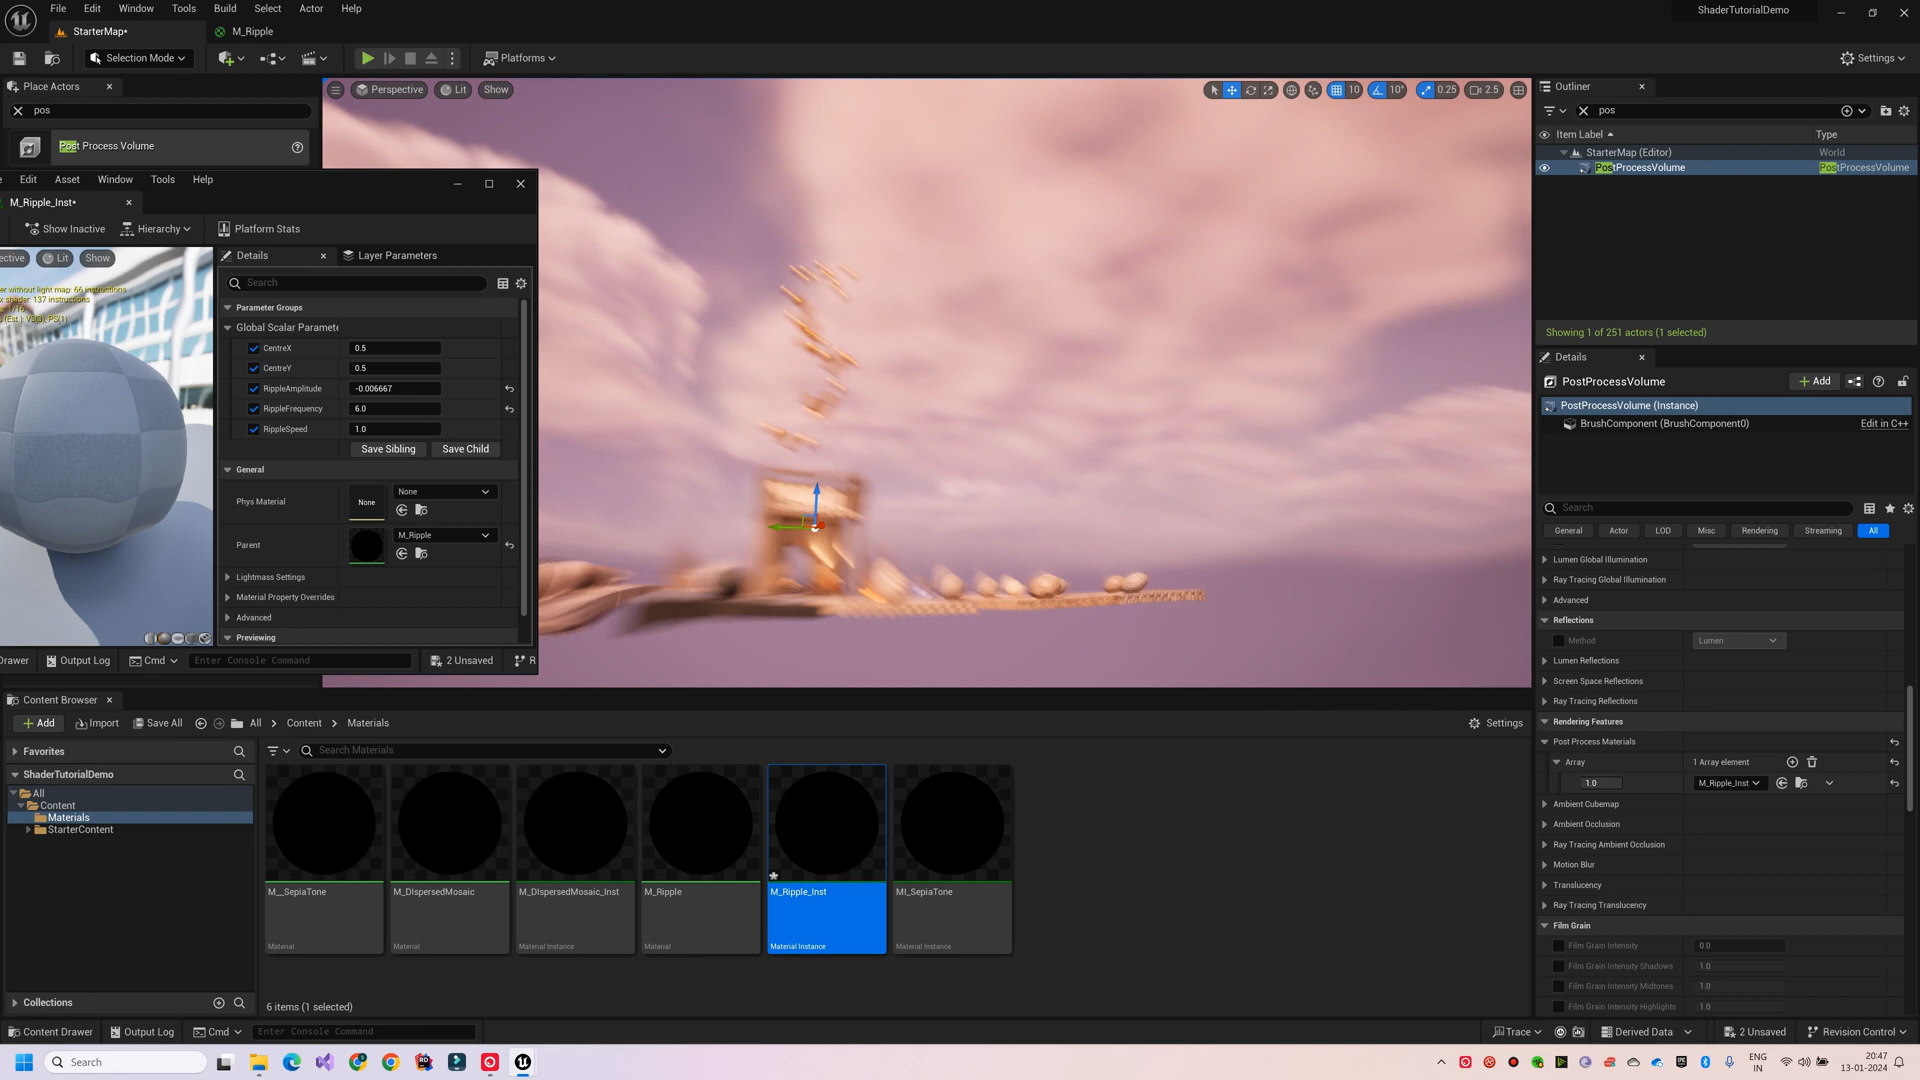 File Edit Window Tools Build Select Actor Help ShaderTutorialDemo
StarterMap* M_Ripple
Selection Mode Platforms Settings
Place Actors
pos
Post Process Volume
Perspective Lit Show 10 10° 0.25 2.5
Outliner
pos
Item Label Type
StarterMap (Editor) World
PostProcessVolume PostProcessVolume
Showing 1 of 251 actors (1 selected)
Edit Asset Window Tools Help
M_Ripple_Inst*
Show Inactive Hierarchy Platform Stats
ective Lit Show
er without light map: 66 instructions
x shader: 137 instructions
Details Layer Parameters
Search
Parameter Groups
Global Scalar Paramete
CentreX 0.5
CentreY 0.5
RippleAmplitude -0.006667
RippleFrequency 6.0
RippleSpeed 1.0
Save Sibling Save Child
General
Phys Material None None
Parent M_Ripple
Lightmass Settings
Material Property Overrides
Advanced
Previewing
Drawer Output Log Cmd Enter Console Command 2 Unsaved R
Details
PostProcessVolume Add
PostProcessVolume (Instance)
BrushComponent (BrushComponent0) Edit in C++
Search
General Actor LOD Misc Rendering Streaming All
Lumen Global Illumination
Ray Tracing Global Illumination
Advanced
Reflections
Method Lumen
Lumen Reflections
Screen Space Reflections
Ray Tracing Reflections
Rendering Features
Post Process Materials
Array 1 Array element
1.0 M_Ripple_Inst
Ambient Cubemap
Ambient Occlusion
Ray Tracing Ambient Occlusion
Motion Blur
Translucency
Ray Tracing Translucency
Film Grain
Film Grain Intensity 0.0
Film Grain Intensity Shadows 1.0
Film Grain Intensity Midtones 1.0
Film Grain Intensity Highlights 1.0
Content Browser
Add Import Save All All Content Materials Settings
Favorites Search Materials
ShaderTutorialDemo
All
Content
Materials
StarterContent
M__SepiaTone M_DIspersedMosaic M_DIspersedMosaic_Inst M_Ripple M_Ripple_Inst MI_SepiaTone
Material Material Material Instance Material Material Instance Material Instance
Collections 6 items (1 selected)
Content Drawer Output Log Cmd Enter Console Command Trace Derived Data 2 Unsaved Revision Control
Search ENG 20:47
IN 13-01-2024